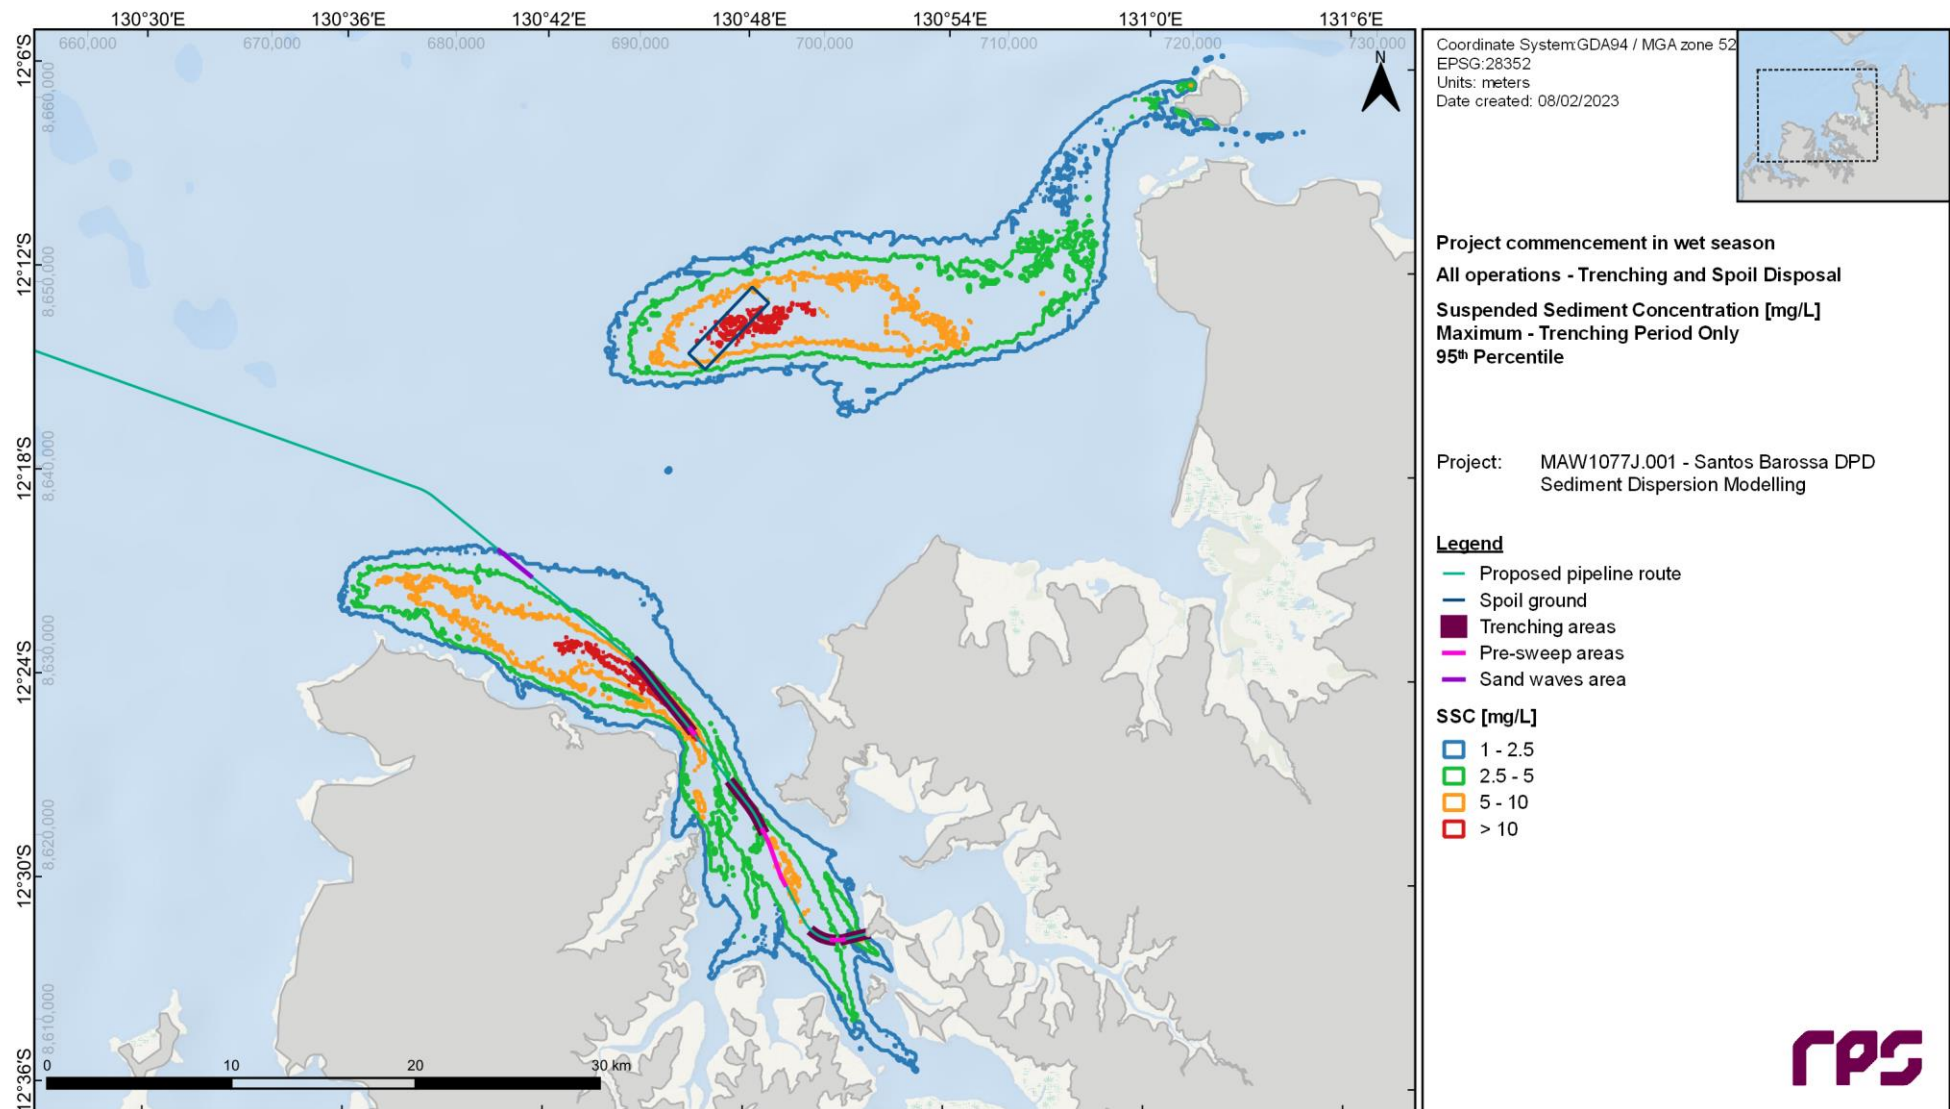 130°30'E 130°36'E 130°42'E 130°48'E 130°54'E 131°0'E 131°6'E
660,000 670,000 680,000 690,000 700,000 710,000 720,000 730,000
12°6'S
8,660,000
12°12'S
8,650,000
12°18'S
8,640,000
12°24'S
8,630,000
8,620,000
12°30'S
8,610,000
12°36'S
N
0 10 20 30 km
Coordinate System:GDA94 / MGA zone 52
EPSG:28352
Units: meters
Date created: 08/02/2023
Project commencement in wet season
All operations - Trenching and Spoil Disposal
Suspended Sediment Concentration [mg/L]
Maximum - Trenching Period Only
95th Percentile
Project: MAW1077J.001 - Santos Barossa DPD
Sediment Dispersion Modelling
Legend
Proposed pipeline route
Spoil ground
Trenching areas
Pre-sweep areas
Sand waves area
SSC [mg/L]
1 - 2.5
2.5 - 5
5 - 10
> 10
rps